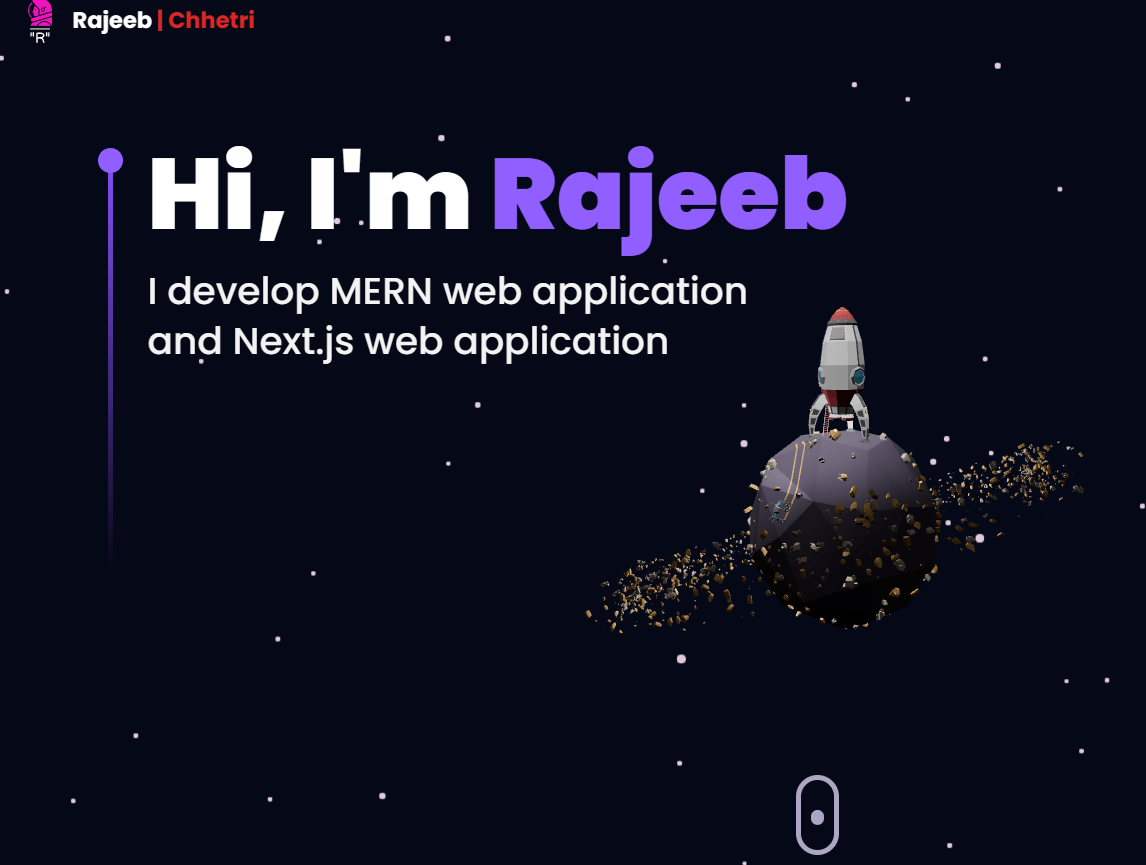 "R"
Rajeeb | Chhetri
Hi, I'm Rajeeb
I develop MERN web application
and Next.js web application